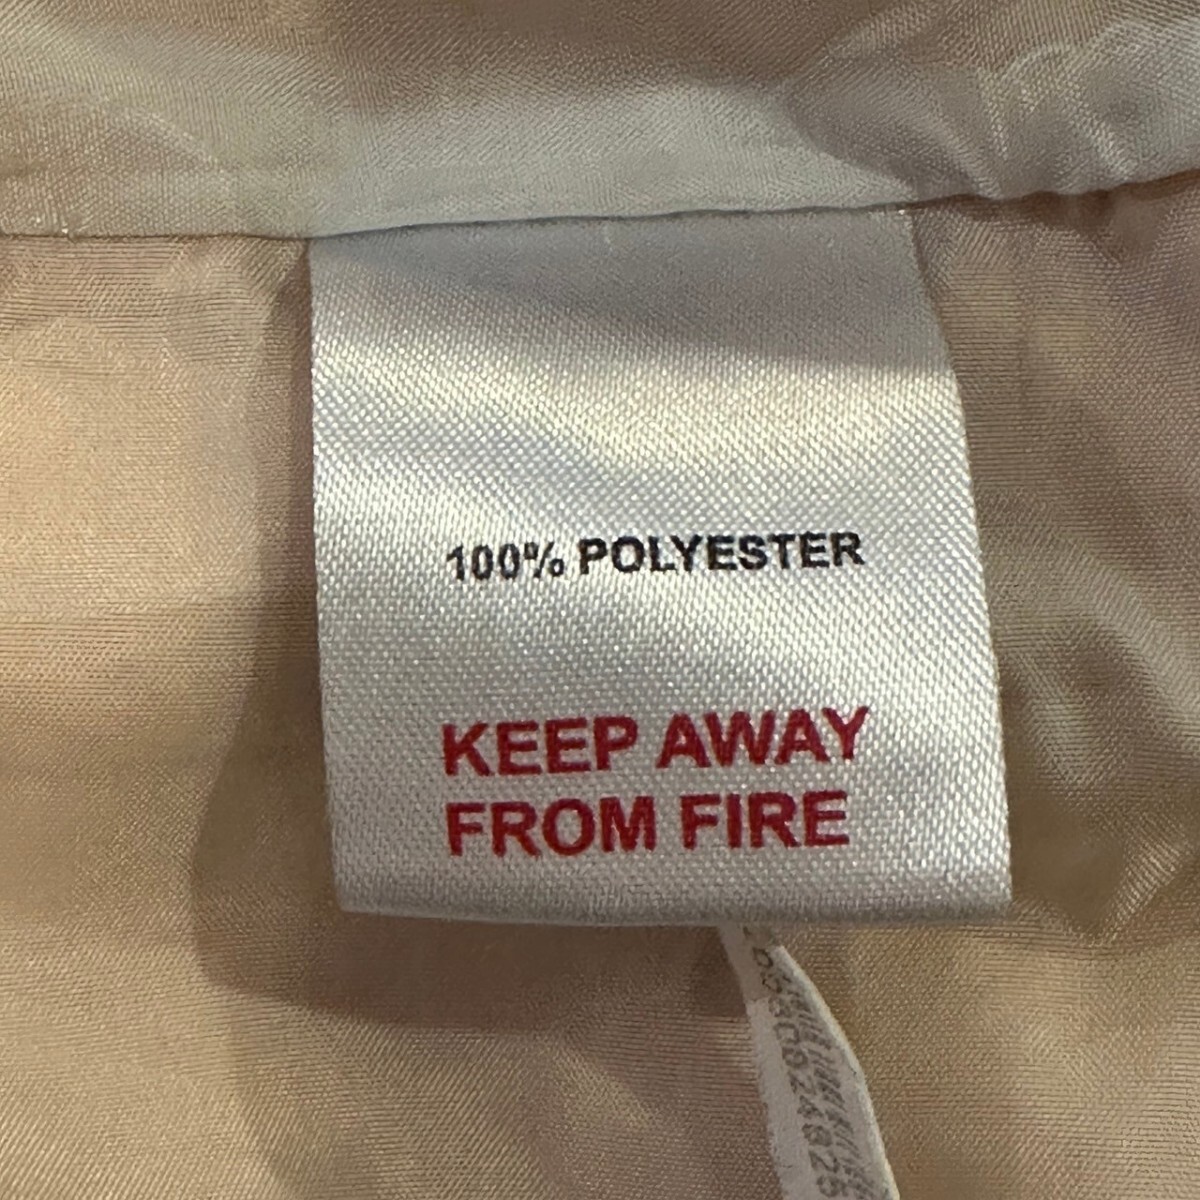 100% POLYESTER
KEEP AWAY
FROM FIRE